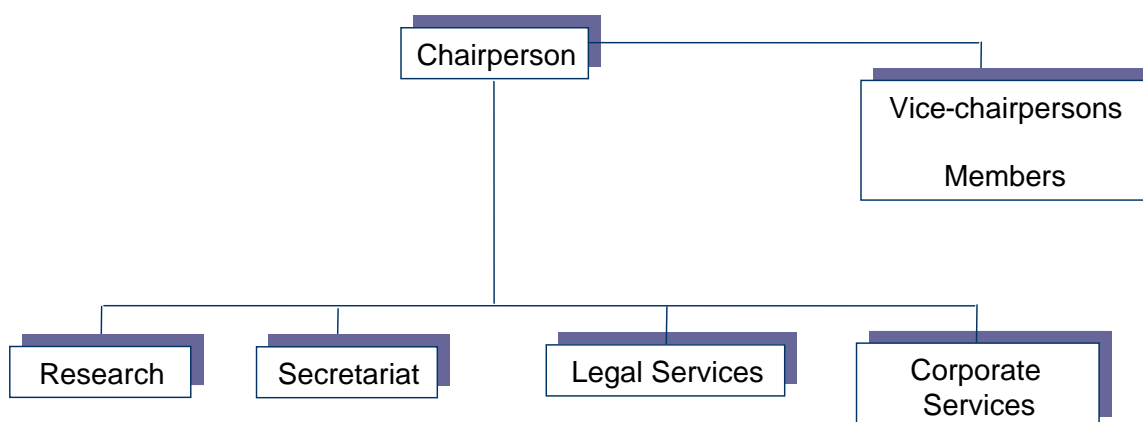 Chairperson
Vice-chairpersons
Members
Research
Secretariat
Legal Services
Corporate
Services